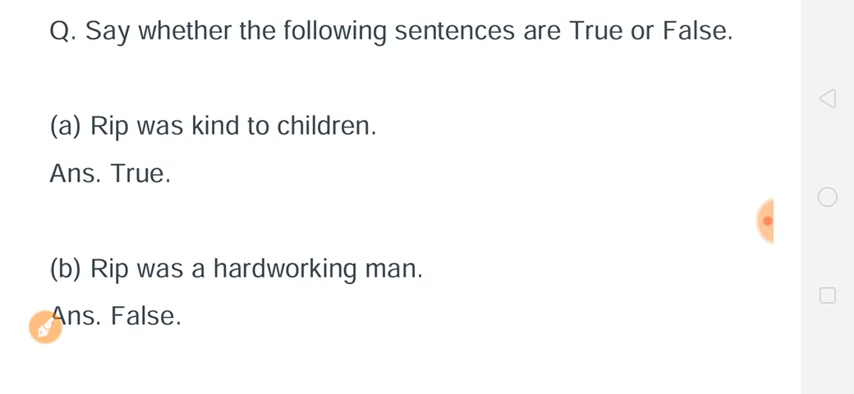 Q. Say whether the following sentences are True or False.
(a) Rip was kind to children.
Ans. True.
(b) Rip was a hardworking man.
Ans. False.